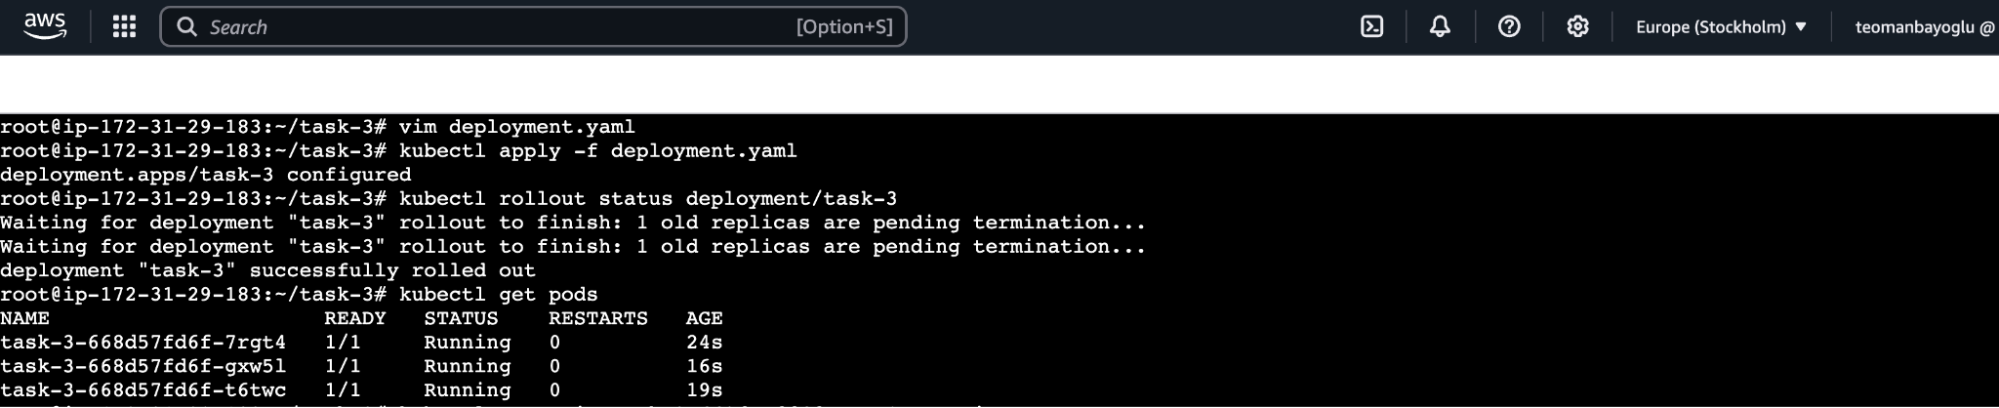 aws
Search [Option+S] Europe (Stockholm) teomanbayoglu @
root@ip-172-31-29-183:~/task-3# vim deployment.yaml
root@ip-172-31-29-183:~/task-3# kubectl apply -f deployment.yaml
deployment.apps/task-3 configured
root@ip-172-31-29-183:~/task-3# kubectl rollout status deployment/task-3
Waiting for deployment "task-3" rollout to finish: 1 old replicas are pending termination...
Waiting for deployment "task-3" rollout to finish: 1 old replicas are pending termination...
deployment "task-3" successfully rolled out
root@ip-172-31-29-183:~/task-3# kubectl get pods
NAME READY STATUS RESTARTS AGE
task-3-668d57fd6f-7rgt4 1/1 Running 0 24s
task-3-668d57fd6f-gxw5l 1/1 Running 0 16s
task-3-668d57fd6f-t6twc 1/1 Running 0 19s